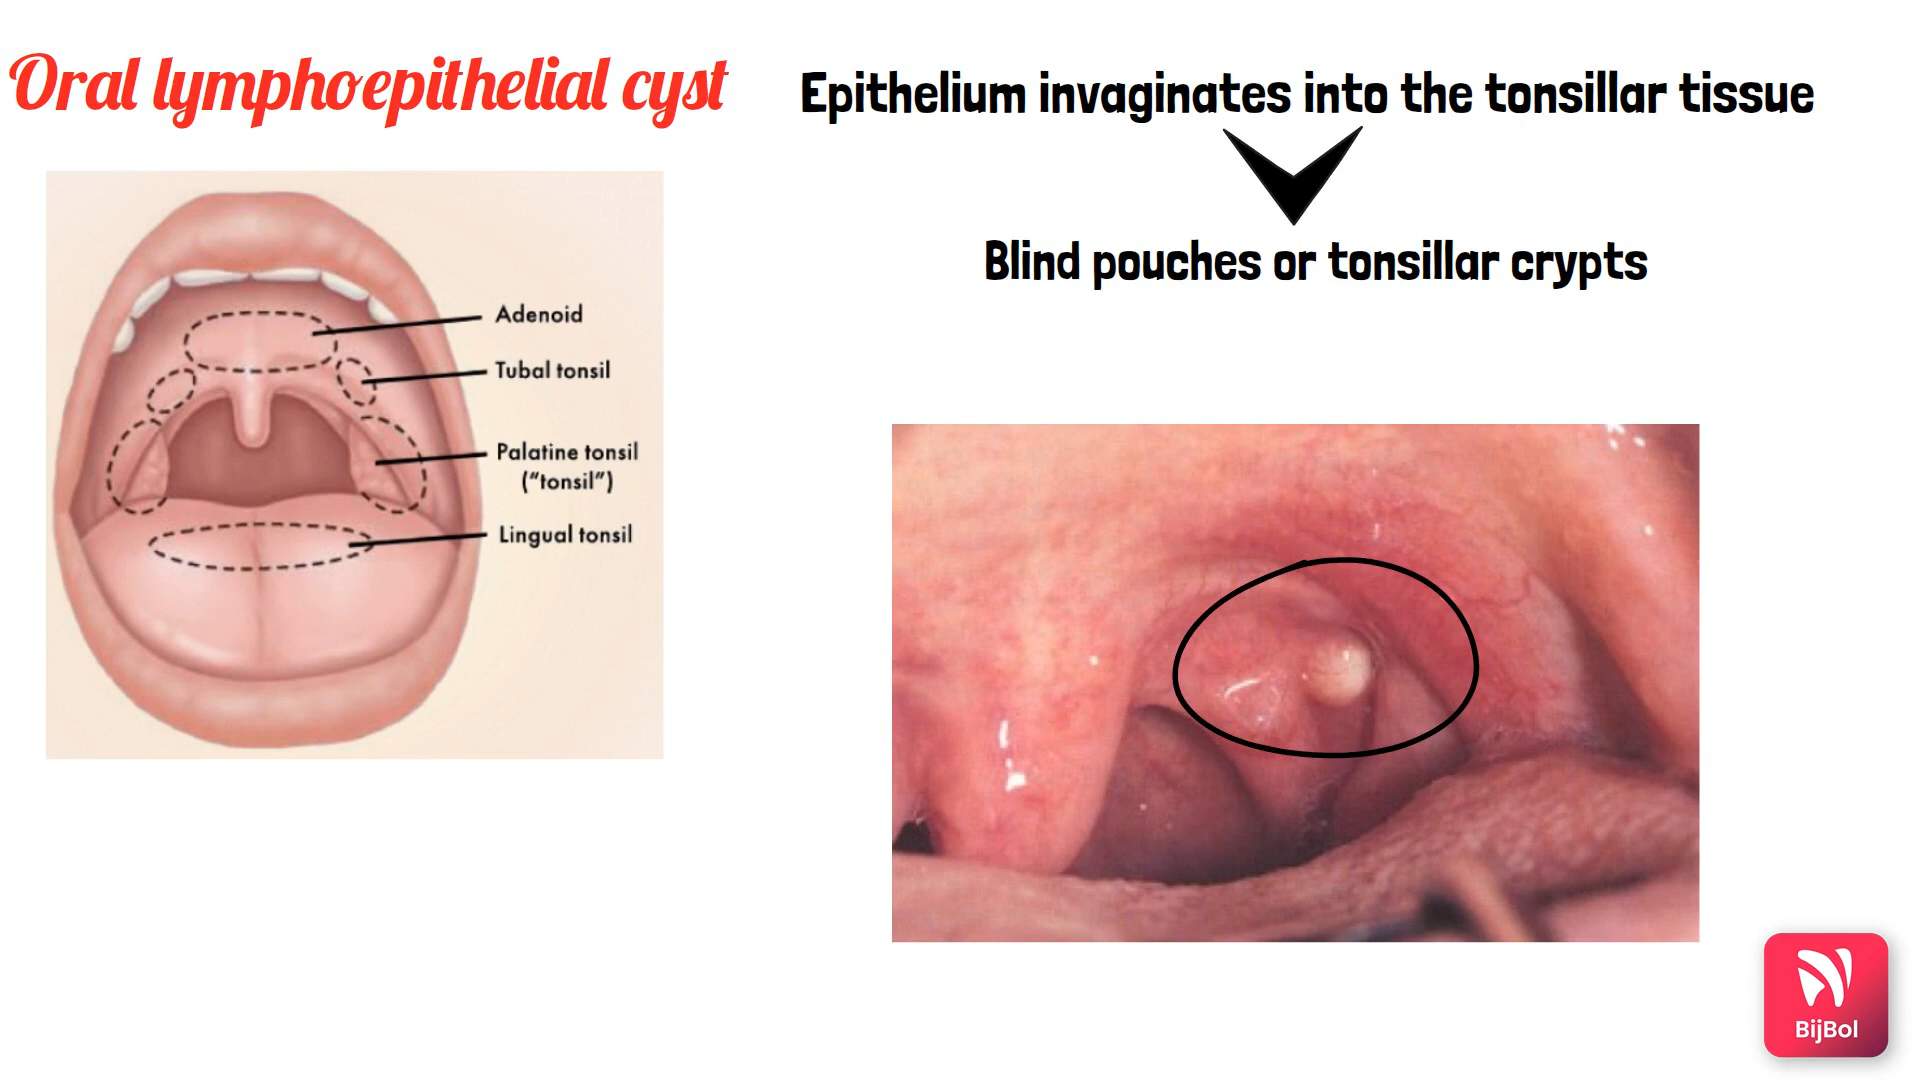 Oral lymphoepithelial cyst
Epithelium invaginates into the tonsillar tissue
Blind pouches or tonsillar crypts
Adenoid
Tubal tonsil
Palatine tonsil
(“tonsil”)
Lingual tonsil
BijBol